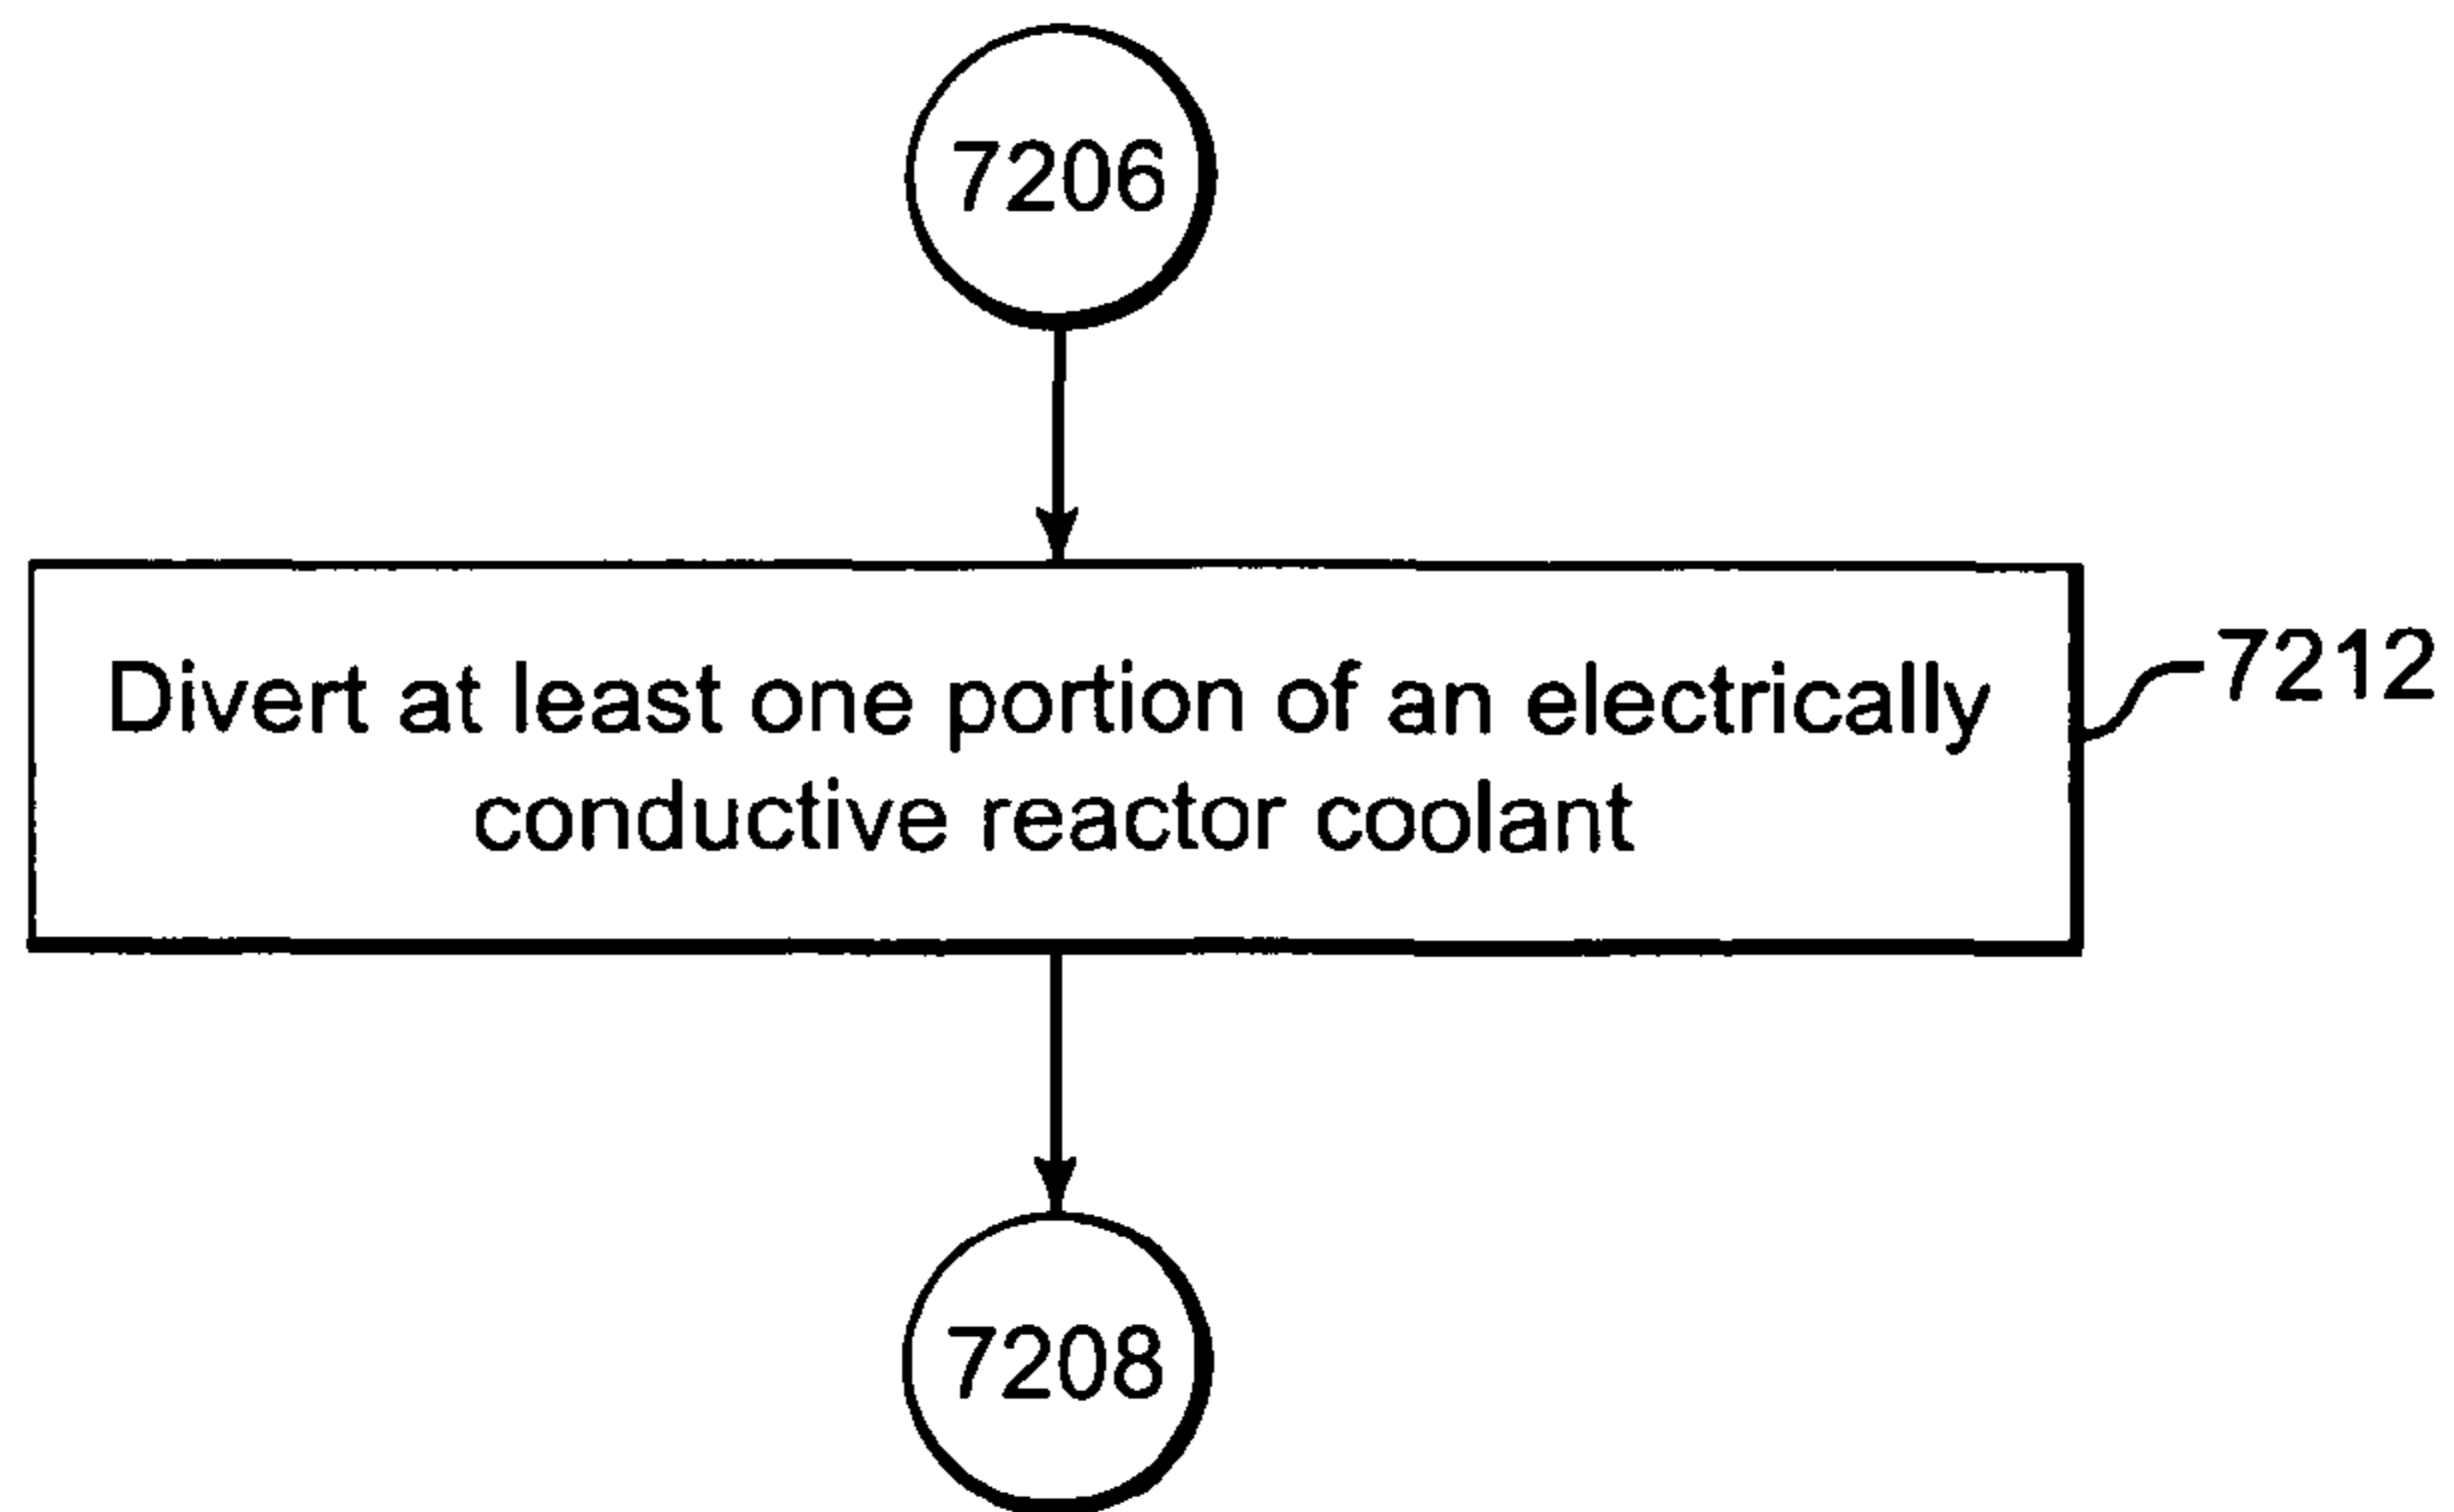 7206
Divert at least one portion of an electrically
conductive reactor coolant
7212
7208